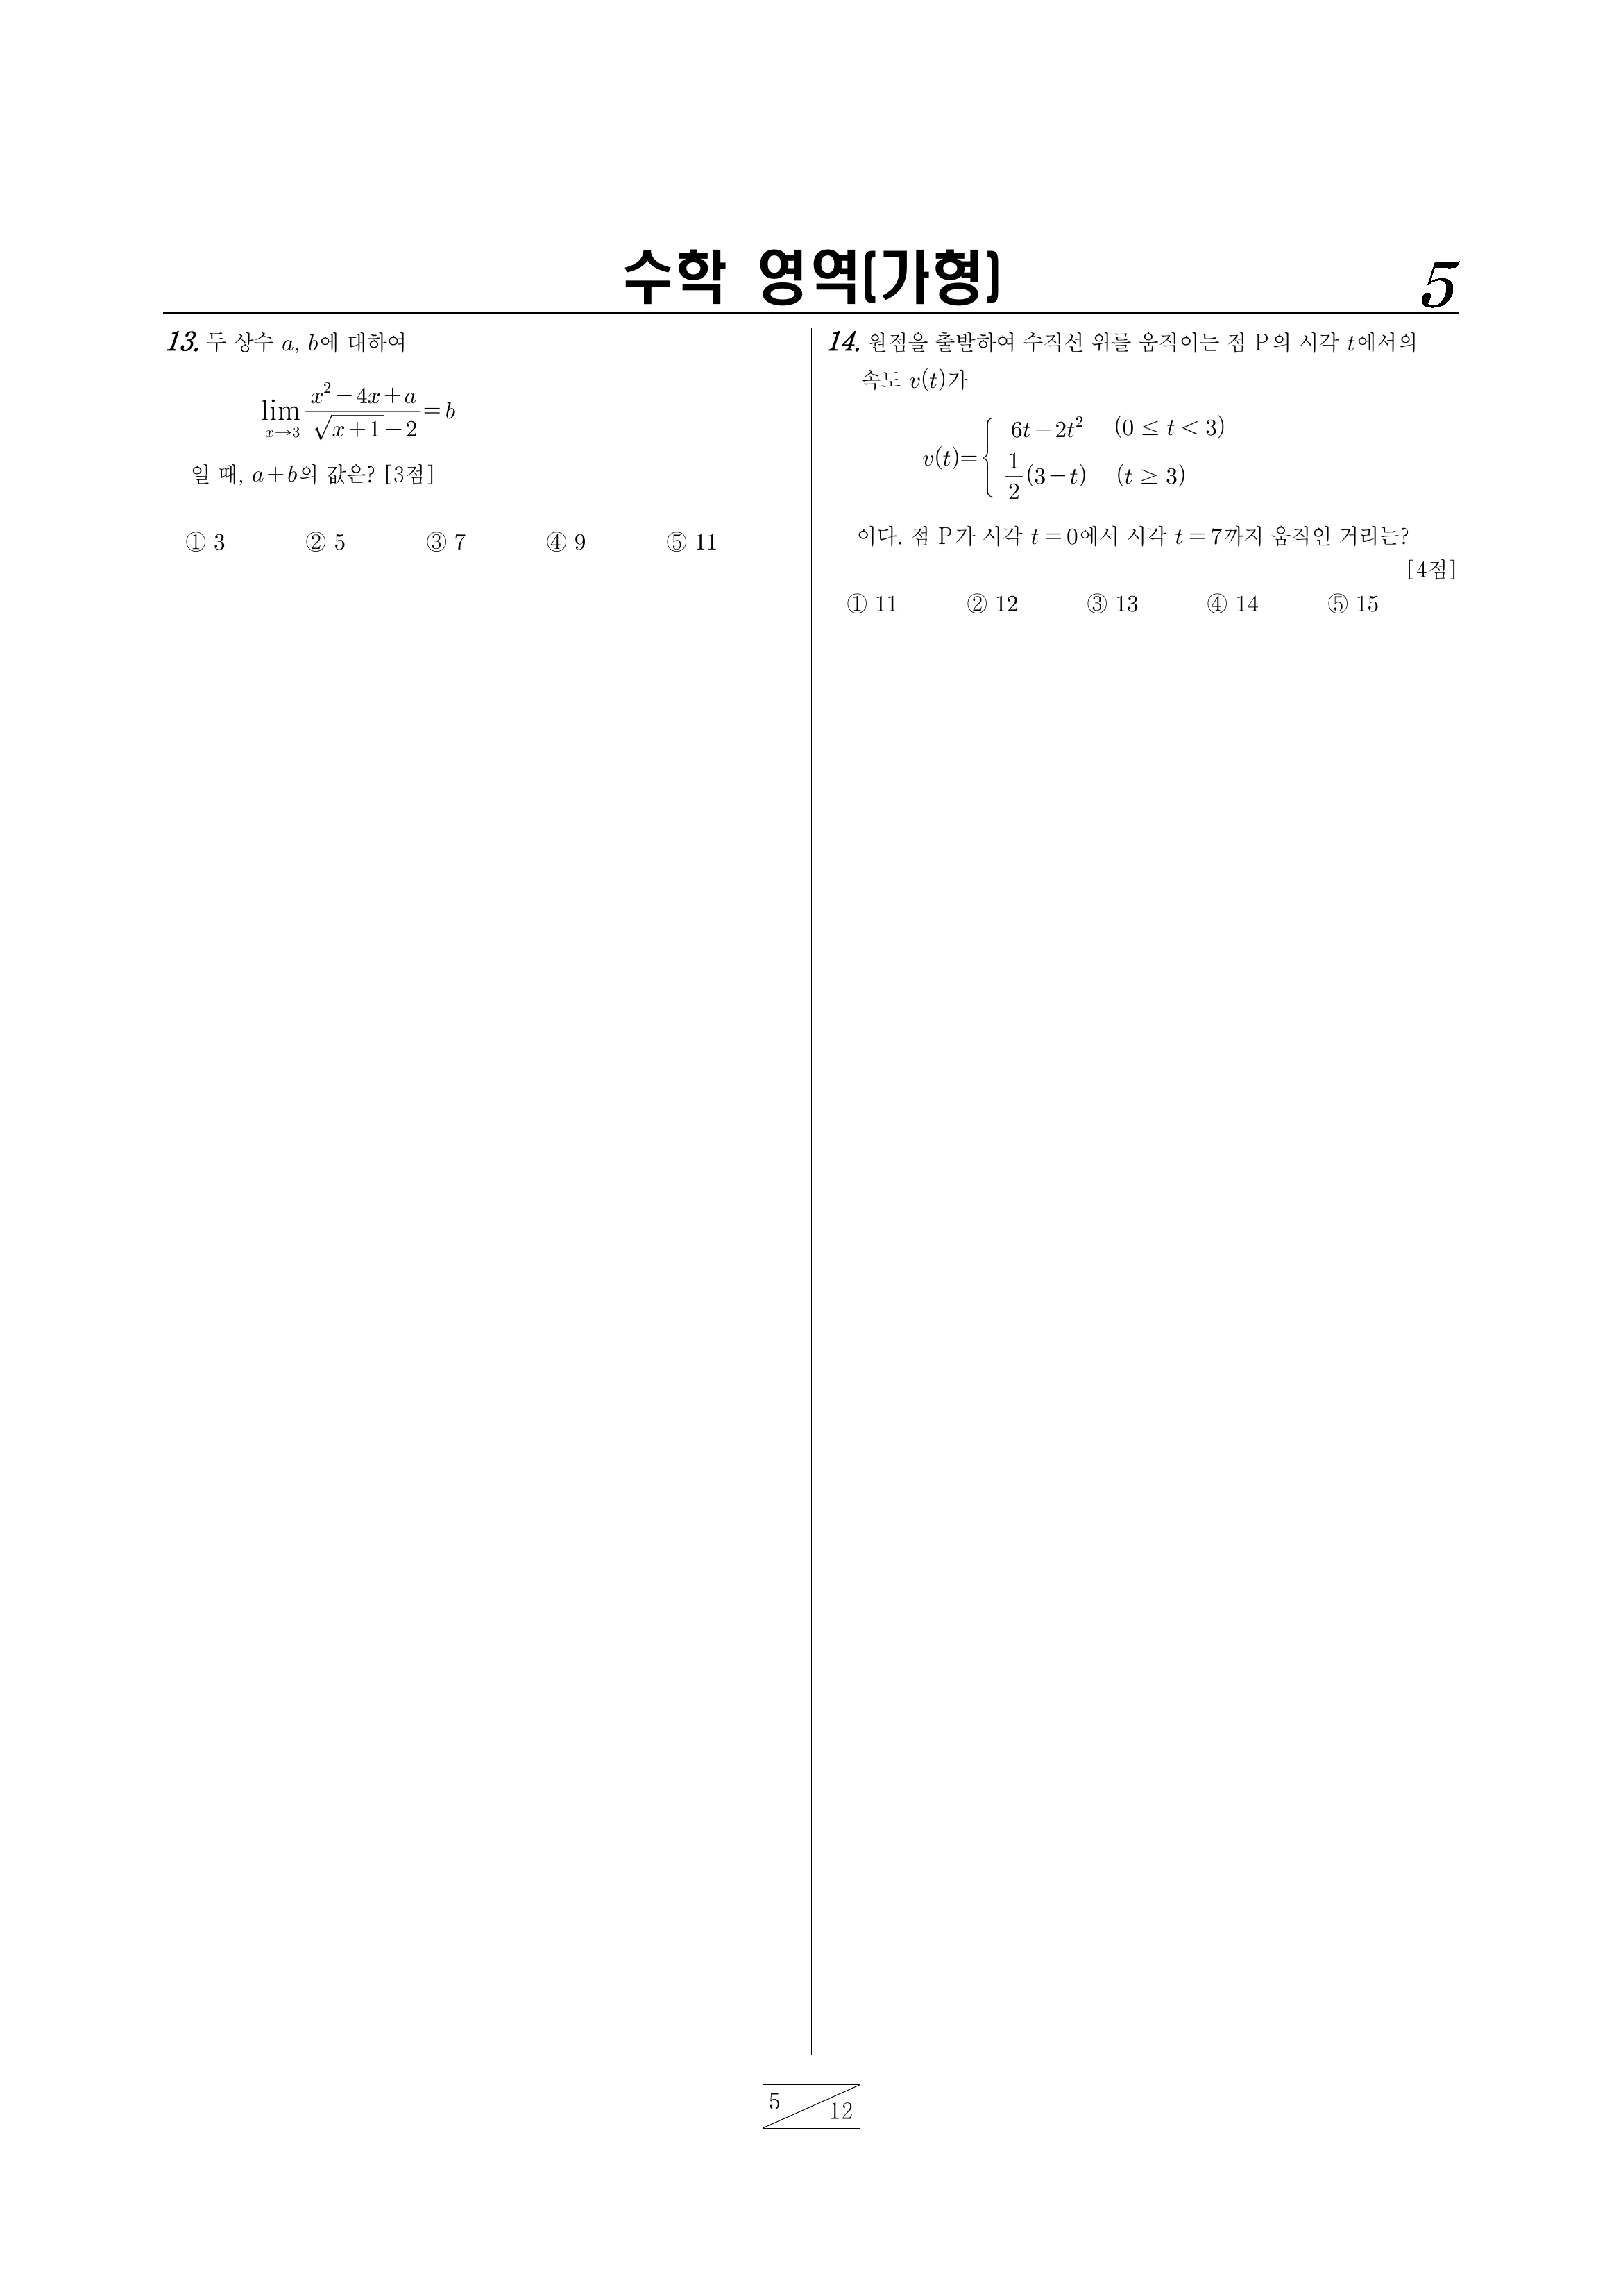 수학 영역(가형)
5
13. 두 상수 a, b에 대하여
lim_{x→3} \frac{x^2-4x+a}{\sqrt{x+1}-2}=b
일 때, a+b의 값은? [3점]
① 3 ② 5 ③ 7 ④ 9 ⑤ 11
14. 원점을 출발하여 수직선 위를 움직이는 점 P의 시각 t에서의
속도 v(t)가
v(t)=\begin{cases} 6t-2t^2 & (0 ≤ t < 3) \\ \frac{1}{2}(3-t) & (t ≥ 3) \end{cases}
이다. 점 P가 시각 t=0에서 시각 t=7까지 움직인 거리는?
[4점]
① 11 ② 12 ③ 13 ④ 14 ⑤ 15
5
12